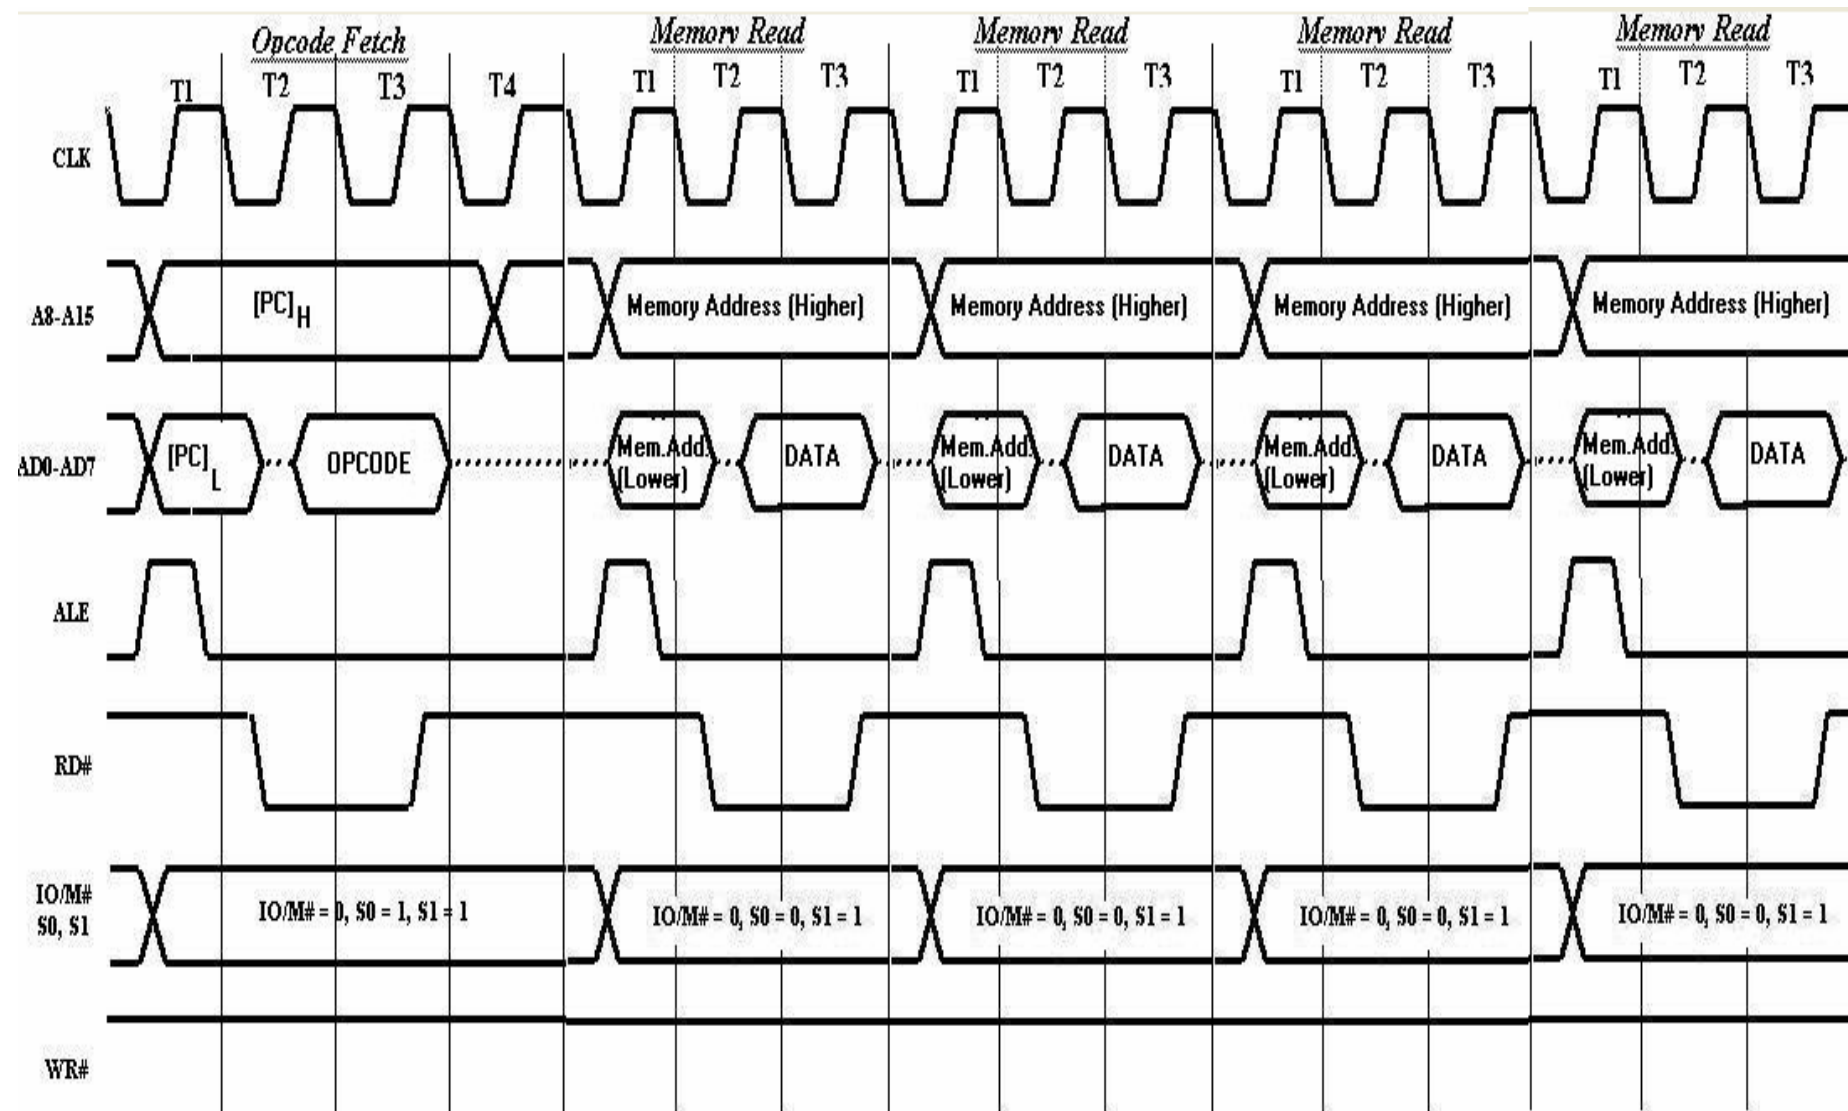 Opcode Fetch
Memory Read
Memory Read
Memory Read
Memory Read
T1 T2 T3 T4 T1 T2 T3 T1 T2 T3 T1 T2 T3 T1 T2 T3
CLK
A8-A15
[PC]H
Memory Address (Higher)
Memory Address (Higher)
Memory Address (Higher)
Memory Address (Higher)
AD0-AD7
[PC]L
OPCODE
Mem.Add.
(Lower)
DATA
Mem.Add.
(Lower)
DATA
Mem.Add.
(Lower)
DATA
Mem.Add.
(Lower)
DATA
ALE
RD#
IO/M#
S0, S1
IO/M# = 0, S0 = 1, S1 = 1
IO/M# = 0, S0 = 0, S1 = 1
IO/M# = 0, S0 = 0, S1 = 1
IO/M# = 0, S0 = 0, S1 = 1
IO/M# = 0, S0 = 0, S1 = 1
WR#